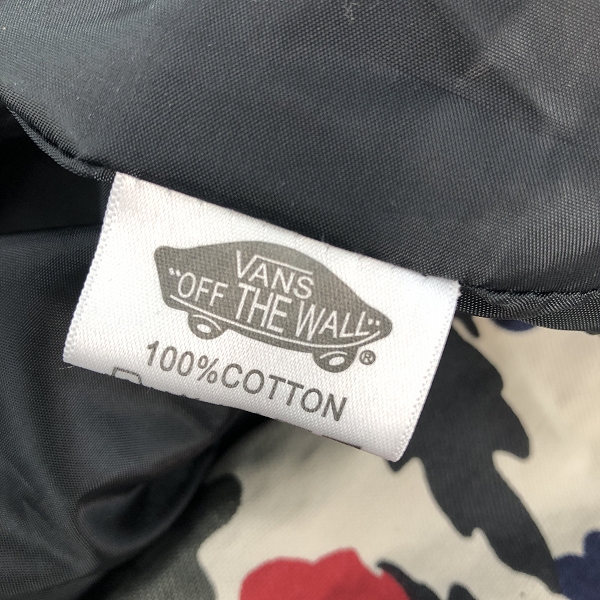 VANS
"OFF THE WALL"
®
100%COTTON